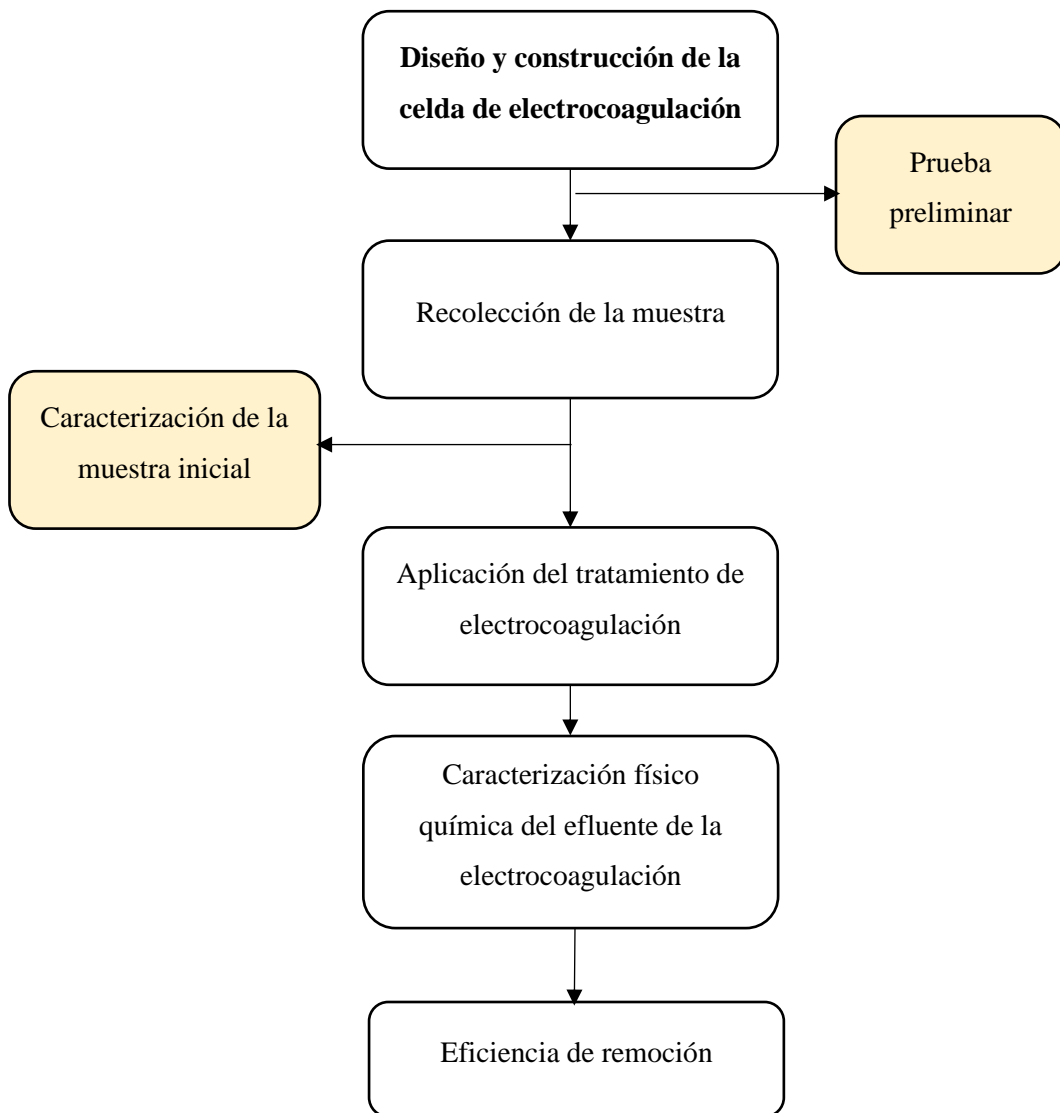 Diseño y construcción de la
celda de electrocoagulación
Prueba
preliminar
Recolección de la muestra
Caracterización de la
muestra inicial
Aplicación del tratamiento de
electrocoagulación
Caracterización físico
química del efluente de la
electrocoagulación
Eficiencia de remoción